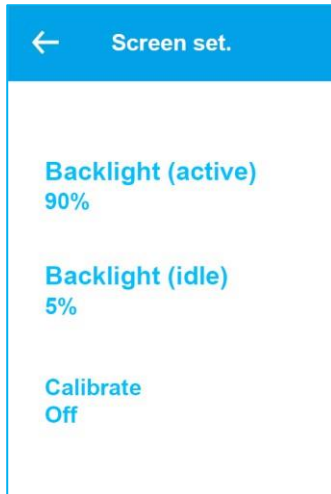 Screen set.
Backlight (active)
90%
Backlight (idle)
5%
Calibrate
Off